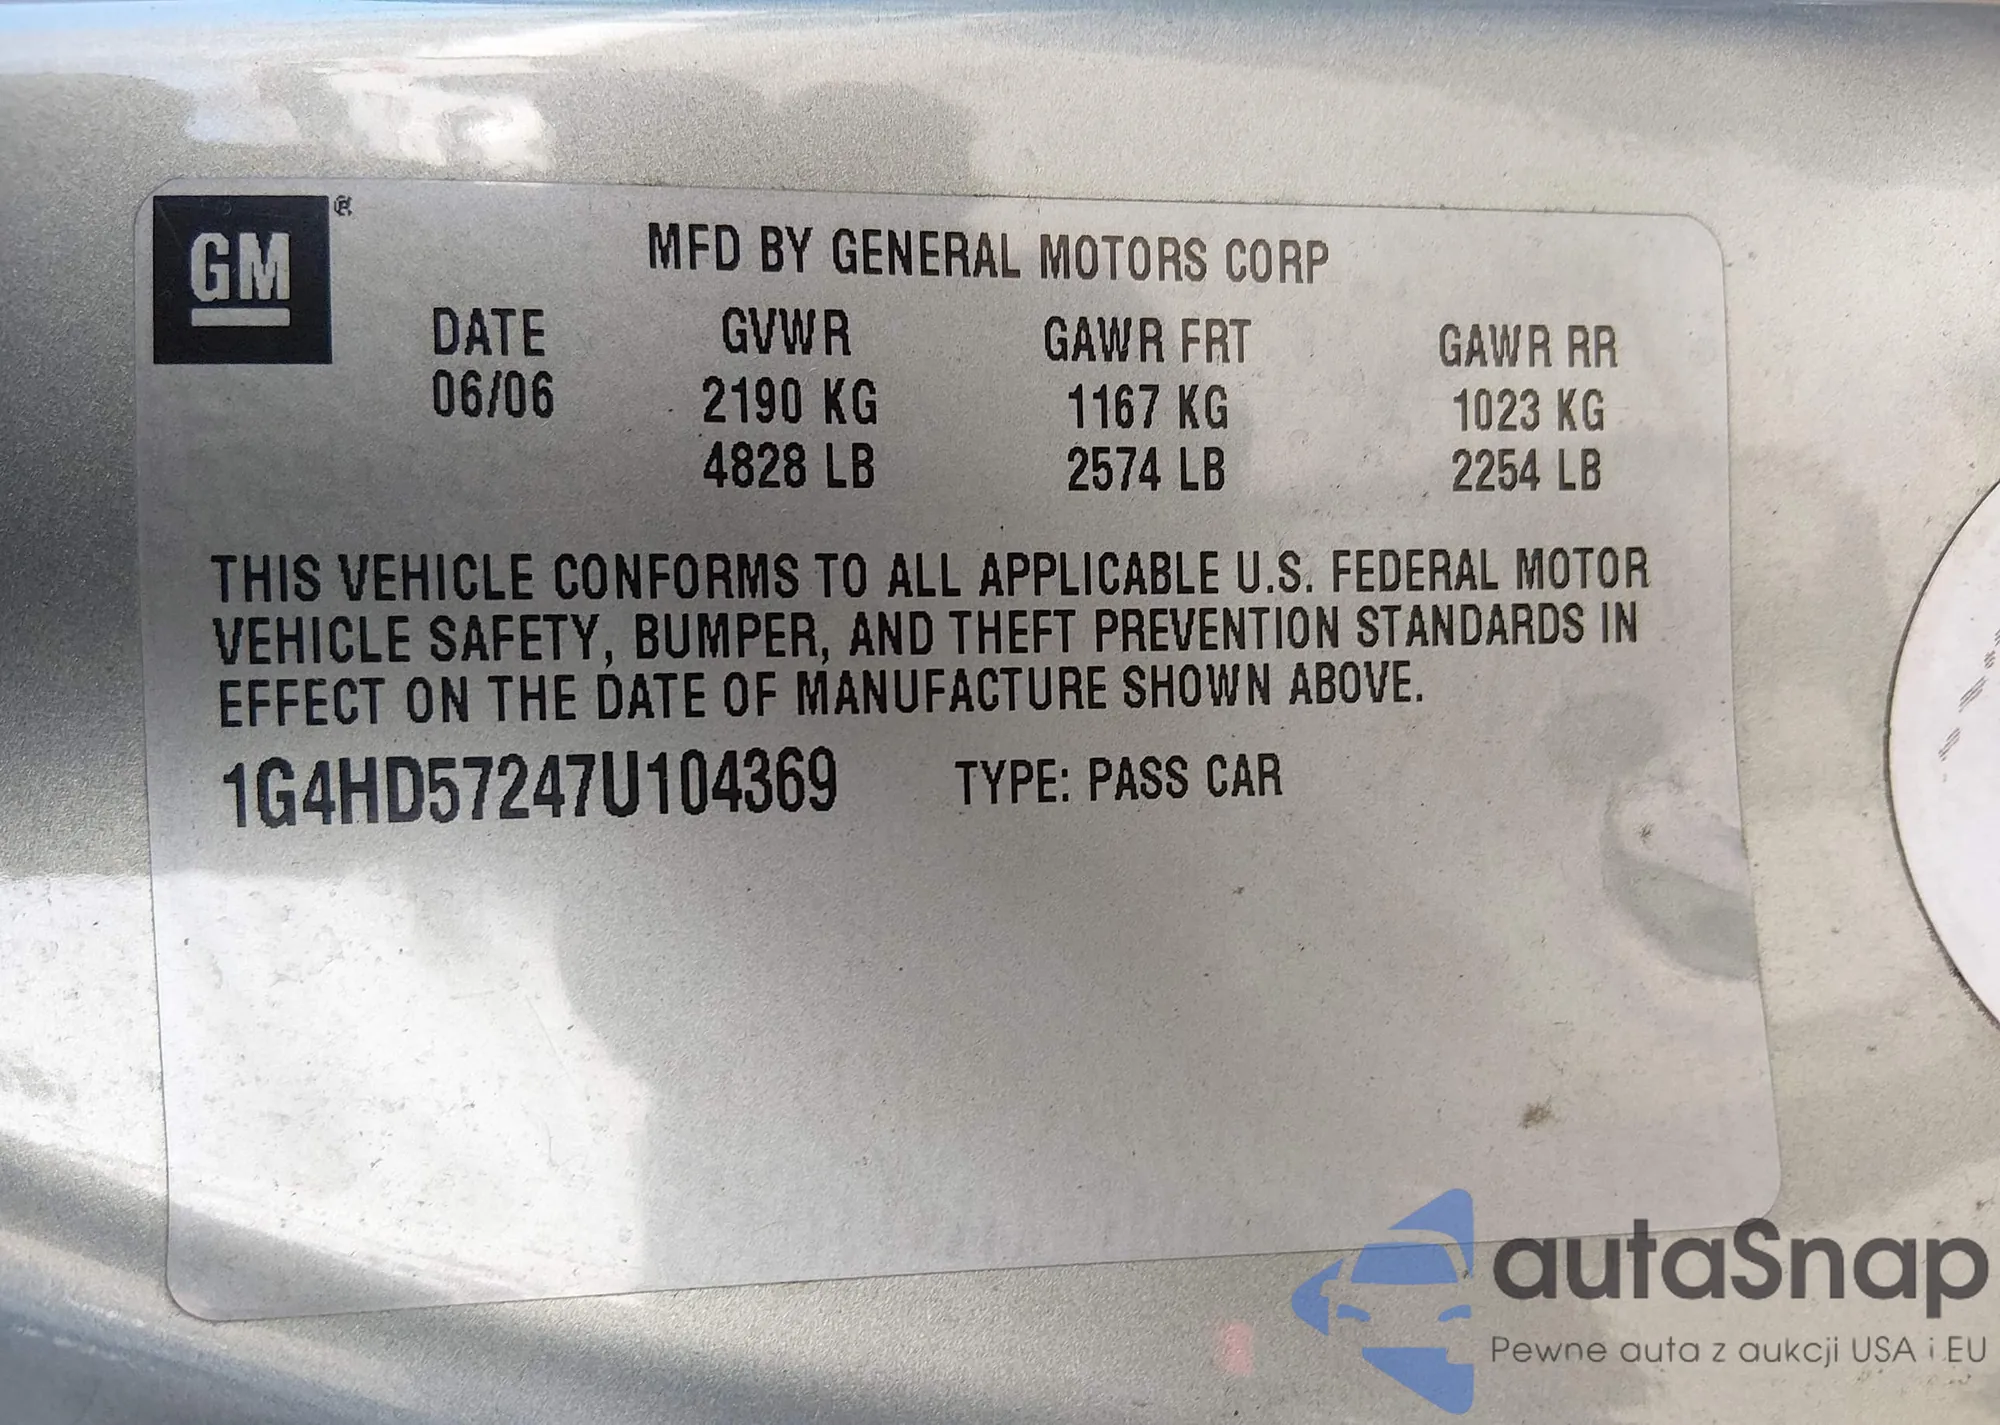 GM ®
MFD BY GENERAL MOTORS CORP
DATE GVWR GAWR FRT GAWR RR
06/06 2190 KG 1167 KG 1023 KG
4828 LB 2574 LB 2254 LB
THIS VEHICLE CONFORMS TO ALL APPLICABLE U.S. FEDERAL MOTOR
VEHICLE SAFETY, BUMPER, AND THEFT PREVENTION STANDARDS IN
EFFECT ON THE DATE OF MANUFACTURE SHOWN ABOVE.
1G4HD57247U104369 TYPE: PASS CAR
autaSnap
Pewne auta z aukcji USA i EU